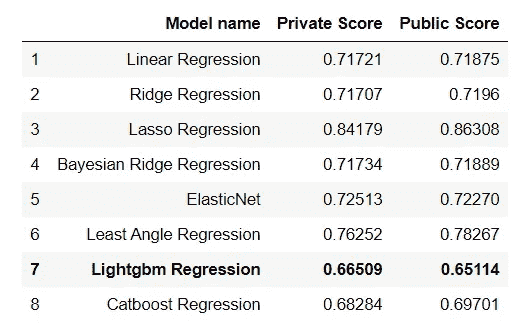 Model name Private Score Public Score
1 Linear Regression 0.71721 0.71875
2 Ridge Regression 0.71707 0.7196
3 Lasso Regression 0.84179 0.86308
4 Bayesian Ridge Regression 0.71734 0.71889
5 ElasticNet 0.72513 0.72270
6 Least Angle Regression 0.76252 0.78267
7 Lightgbm Regression 0.66509 0.65114
8 Catboost Regression 0.68284 0.69701